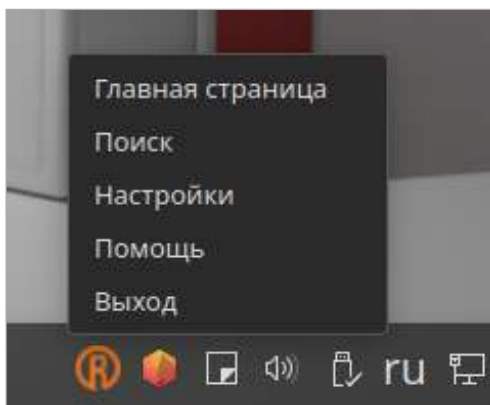 Главная страница
Поиск
Настройки
Помощь
Выход
R
ru